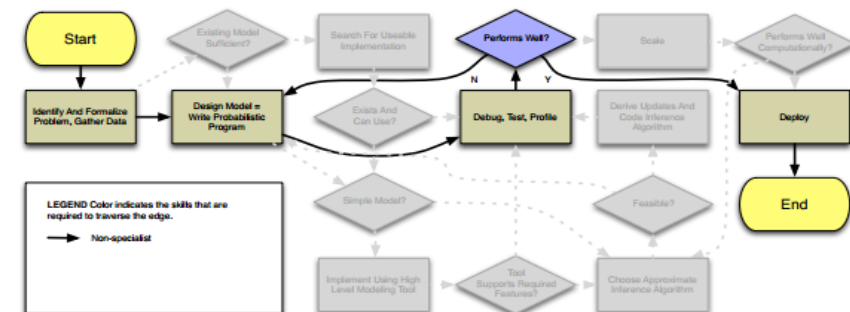 Start
Existing Model
Sufficient?
Search For Useable
Implementation
Performs Well?
Scale
Performs Well
Computationally?
N
Y
Identify And Formalize
Problem, Gather Data
Design Model =
Write Probabilistic
Program
Exists And
Can Use?
Debug, Test, Profile
Derive Updates And
Code Inference
Algorithm
Deploy
LEGEND Color indicates the skills that are
required to traverse the edge.
Non-specialist
Simple Model?
Feasible?
End
Implement Using High
Level Modeling Tool
Tool
Supports Required
Features?
Choose Approximate
Inference Algorithm